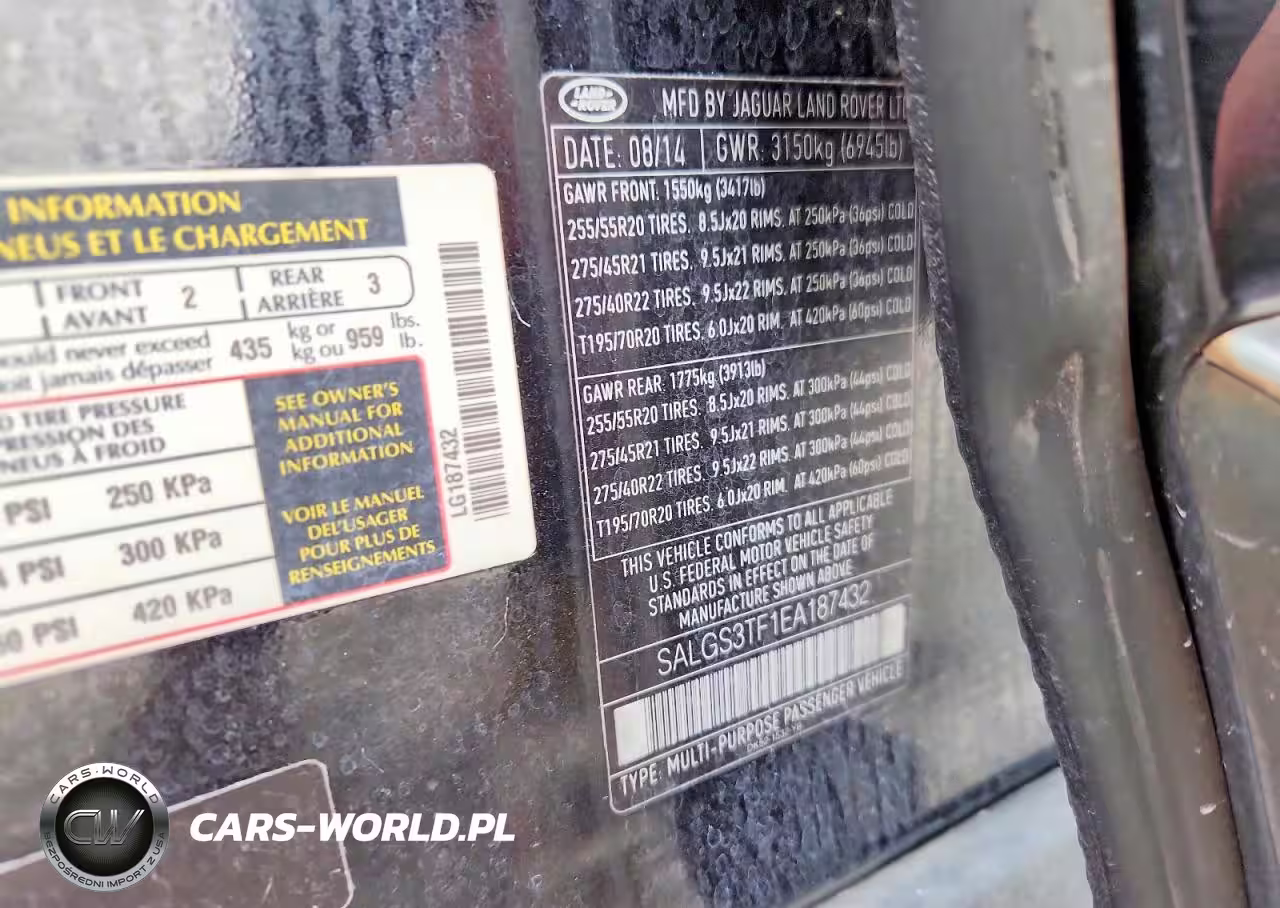 INFORMATION
NEUS ET LE CHARGEMENT
FRONT
AVANT 2
REAR
ARRIÈRE 3
ould never exceed
oit jamais dépasser
435 kg or
kg ou 959 lbs.
lb.
D TIRE PRESSURE
PRESSION DES
NEUS À FROID
PSI 250 KPa
PSI 300 KPa
PSI 420 KPa
SEE OWNER'S
MANUAL FOR
ADDITIONAL
INFORMATION
VOIR LE MANUEL
DEL'USAGER
POUR PLUS DE
RENSEIGNEMENTS
LG187432
LAND
ROVER
MFD BY JAGUAR LAND ROVER LT
DATE: 08/14 GWR: 3150kg (6945lb)
GAWR FRONT: 1550kg (3417lb)
255/55R20 TIRES, 8.5Jx20 RIMS, AT 250kPa (36psi) COLD
275/45R21 TIRES, 9.5Jx21 RIMS, AT 250kPa (36psi) COLD
275/40R22 TIRES, 9.5Jx22 RIMS, AT 250kPa (36psi) COLD
T195/70R20 TIRES, 6.0Jx20 RIM, AT 420kPa (60psi) COLD
GAWR REAR: 1775kg (3913lb)
255/55R20 TIRES, 8.5Jx20 RIMS, AT 300kPa (44psi) COLD
275/45R21 TIRES, 9.5Jx21 RIMS, AT 300kPa (44psi) COLD
275/40R22 TIRES, 9.5Jx22 RIMS, AT 300kPa (44psi) COLD
T195/70R20 TIRES, 6.0Jx20 RIM, AT 420kPa (60psi) COLD
THIS VEHICLE CONFORMS TO ALL APPLICABLE
U.S. FEDERAL MOTOR VEHICLE SAFETY
STANDARDS IN EFFECT ON THE DATE OF
MANUFACTURE SHOWN ABOVE
SALGS3TF1EA187432
TYPE: MULTI-PURPOSE PASSENGER VEHICLE
CARS-WORLD
CW
BEZPOŚREDNI IMPORT Z USA
CARS-WORLD.PL